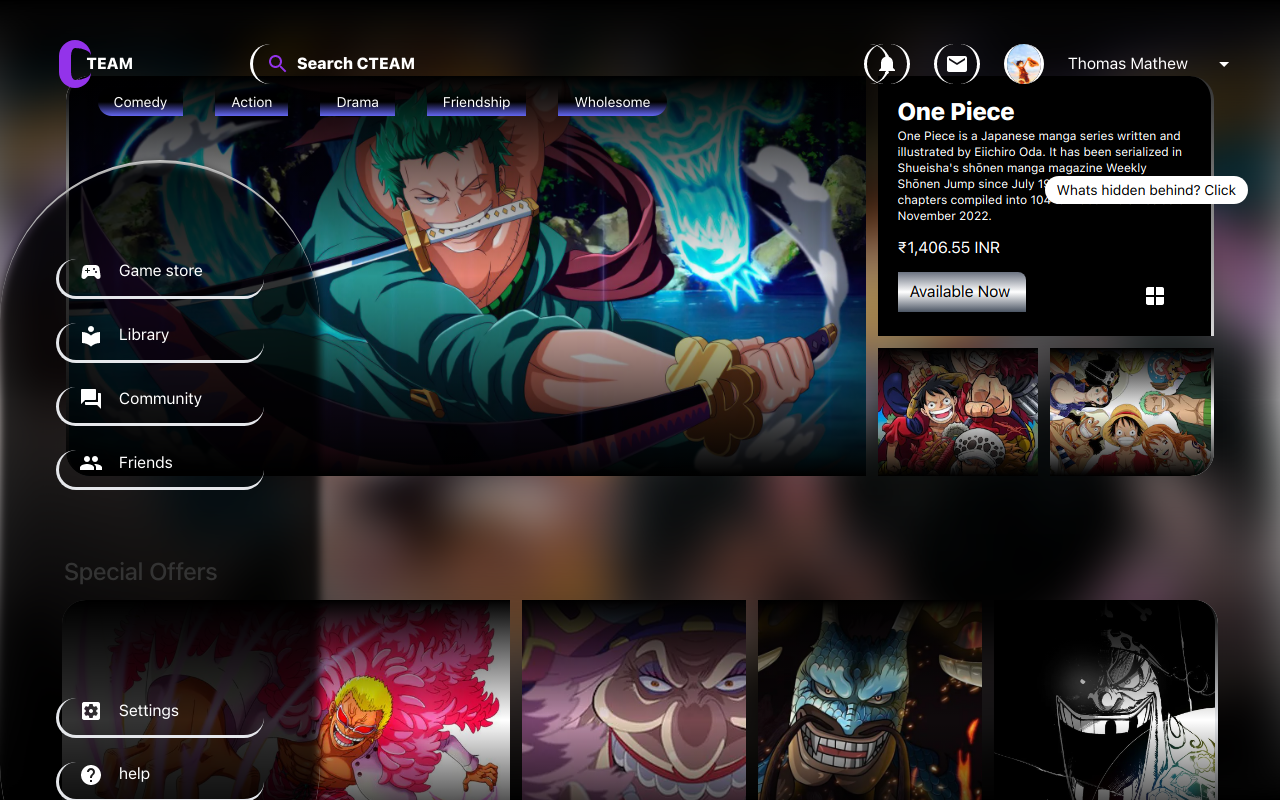 CTEAM
Search CTEAM
Thomas Mathew
Comedy
Action
Drama
Friendship
Wholesome
One Piece
One Piece is a Japanese manga series written and
illustrated by Eiichiro Oda. It has been serialized in
Shueisha's shōnen manga magazine Weekly
Shōnen Jump since July
chapters compiled into 104
November 2022.
Whats hidden behind? Click
₹1,406.55 INR
Available Now
Game store
Library
Community
Friends
Special Offers
Settings
help